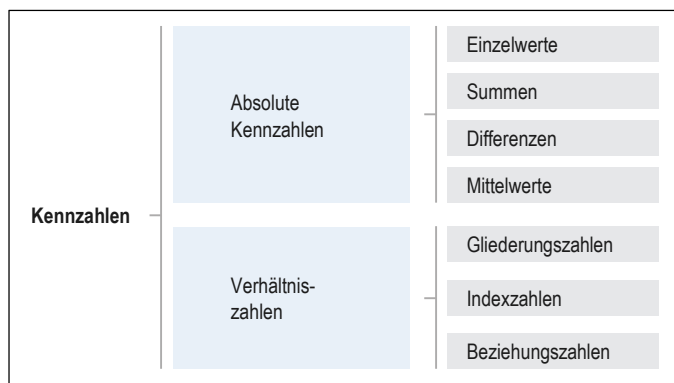 Kennzahlen
Absolute
Kennzahlen
Einzelwerte
Summen
Differenzen
Mittelwerte
Verhältnis-
zahlen
Gliederungszahlen
Indexzahlen
Beziehungszahlen